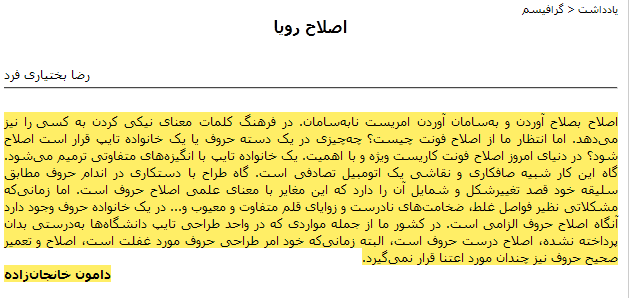 یادداشت > گرافیسم
اصلاح رویا
رضا بختیاری فرد
اصلاح بصلاح آوردن و به‌سامان آوردن امریست نابه‌سامان. در فرهنگ کلمات معنای نیکی کردن به کسی را نیز
می‌دهد. اما انتظار ما از اصلاح فونت چیست؟ چه‌چیزی در یک دسته حروف یا یک خانواده تایپ قرار است اصلاح
شود؟ در دنیای امروز اصلاح فونت کاریست ویژه و با اهمیت. یک خانواده تایپ با انگیزه‌های متفاوتی ترمیم می‌شود.
گاه این کار شبیه صافکاری و نقاشی یک اتومبیل تصادفی است. گاه طراح با دستکاری در اندام حروف مطابق
سلیقه خود قصد تغییرشکل و شمایل آن را دارد که این مغایر با معنای علمی اصلاح حروف است. اما زمانی‌که
مشکلاتی نظیر فواصل غلط، ضخامت‌های نادرست و زوایای قلم متفاوت و معیوب و... در یک خانواده حروف وجود دارد
آنگاه اصلاح حروف الزامی است. در کشور ما از جمله مواردی که در واحد طراحی تایپ دانشگاه‌ها به‌درستی بدان
پرداخته نشده، اصلاح درست حروف است، البته زمانی‌که خود امر طراحی حروف مورد غفلت است، اصلاح و تعمیر
صحیح حروف نیز چندان مورد اعتنا قرار نمی‌گیرد.
دامون خانجان‌زاده